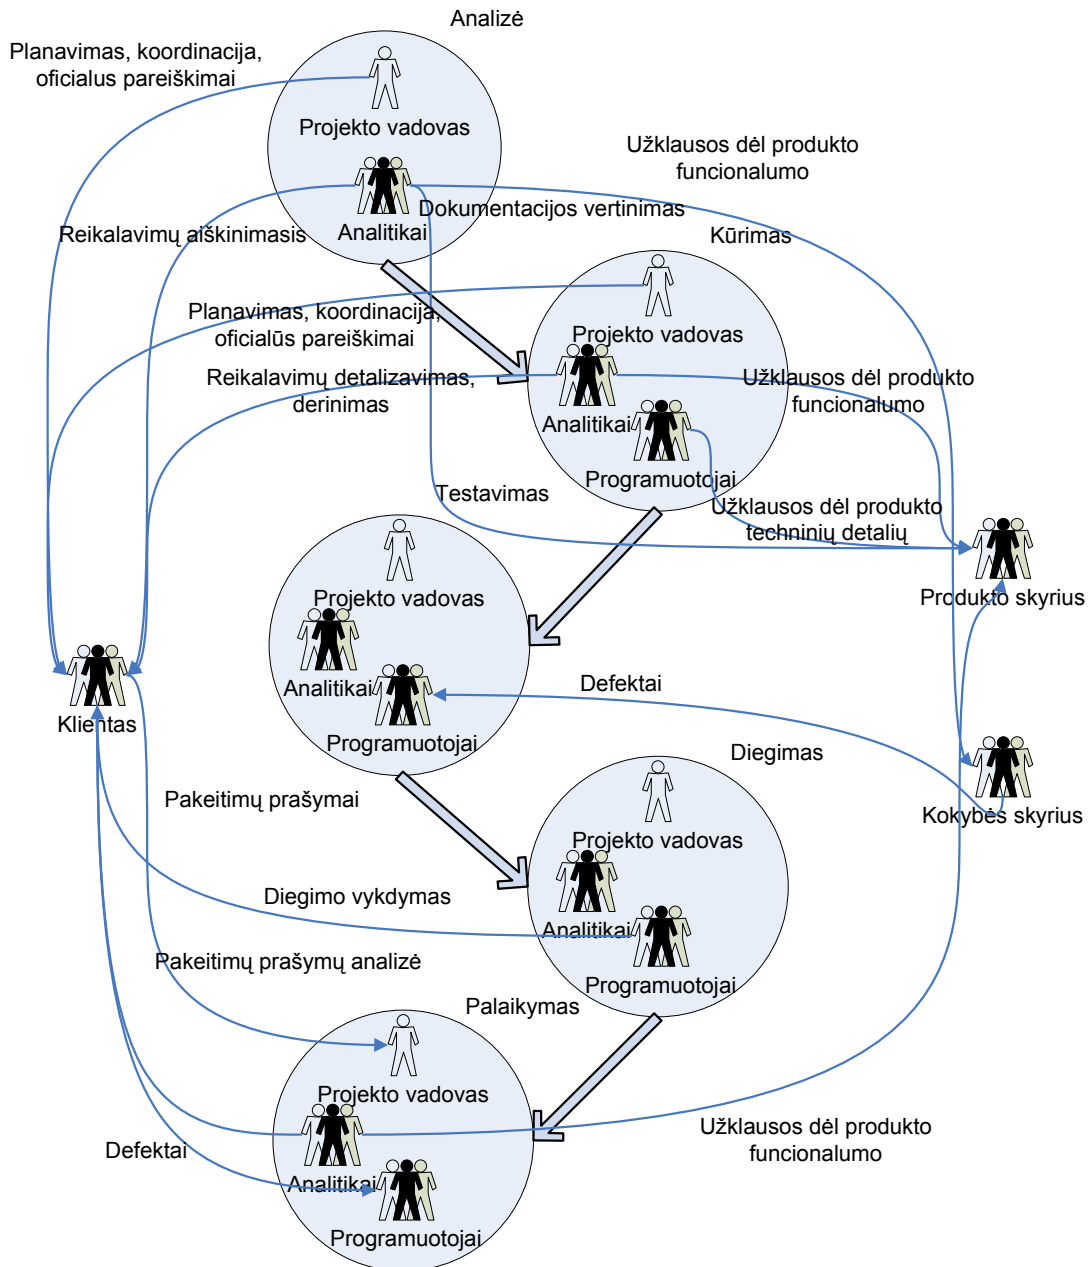 Analizė
Planavimas, koordinacija,
oficialus pareiškimai
Projekto vadovas
Užklausos dėl produkto
funcionalumo
Dokumentacijos vertinimas
Reikalavimų aiškinimasis
Analitikai
Kūrimas
Planavimas, koordinacija,
oficialūs pareiškimai
Projekto vadovas
Reikalavimų detalizavimas,
derinimas
Užklausos dėl produkto
funcionalumo
Analitikai
Programuotojai
Testavimas
Užklausos dėl produkto
techninių detalių
Projekto vadovas
Produkto skyrius
Analitikai
Defektai
Klientas
Programuotojai
Diegimas
Pakeitimų prašymai
Kokybės skyrius
Projekto vadovas
Diegimo vykdymas
Analitikai
Pakeitimų prašymų analizė
Programuotojai
Palaikymas
Projekto vadovas
Užklausos dėl produkto
funcionalumo
Defektai
Analitikai
Programuotojai